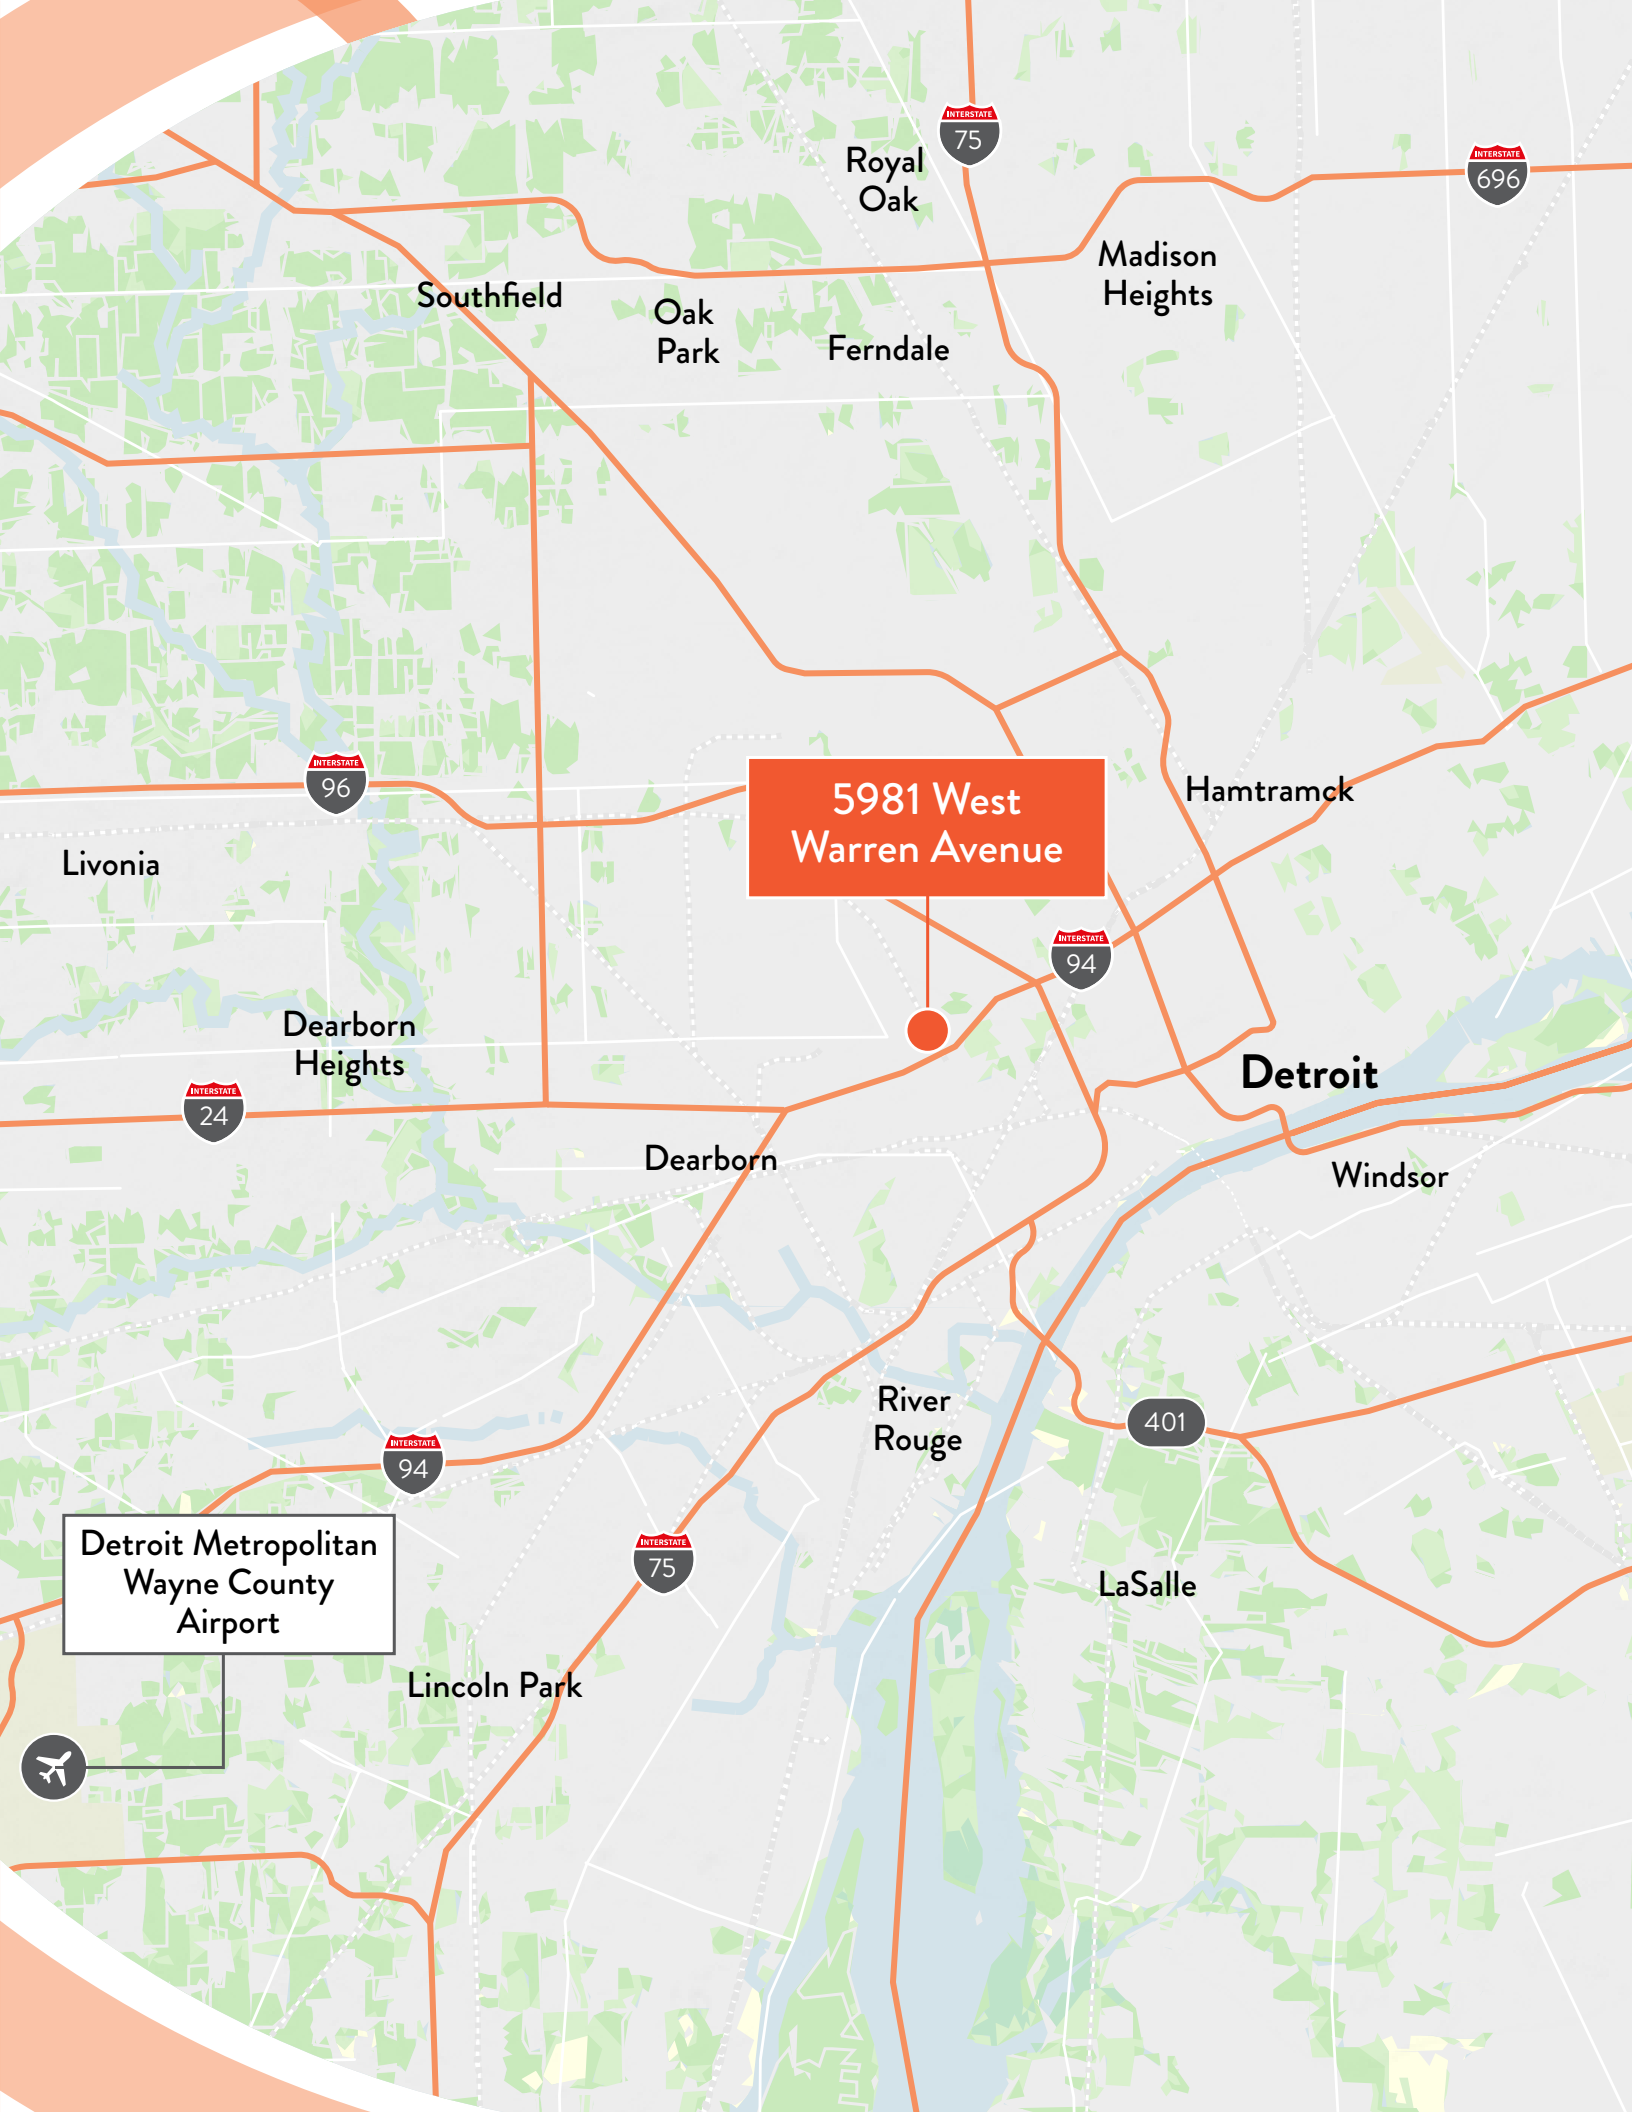 INTERSTATE
75
Royal
Oak
INTERSTATE
696
Madison
Heights
Southfield
Oak
Park
Ferndale
INTERSTATE
96
5981 West
Warren Avenue
Hamtramck
Livonia
INTERSTATE
94
Dearborn
Heights
Detroit
INTERSTATE
24
Dearborn
Windsor
River
Rouge
401
INTERSTATE
94
Detroit Metropolitan
Wayne County
Airport
INTERSTATE
75
LaSalle
Lincoln Park